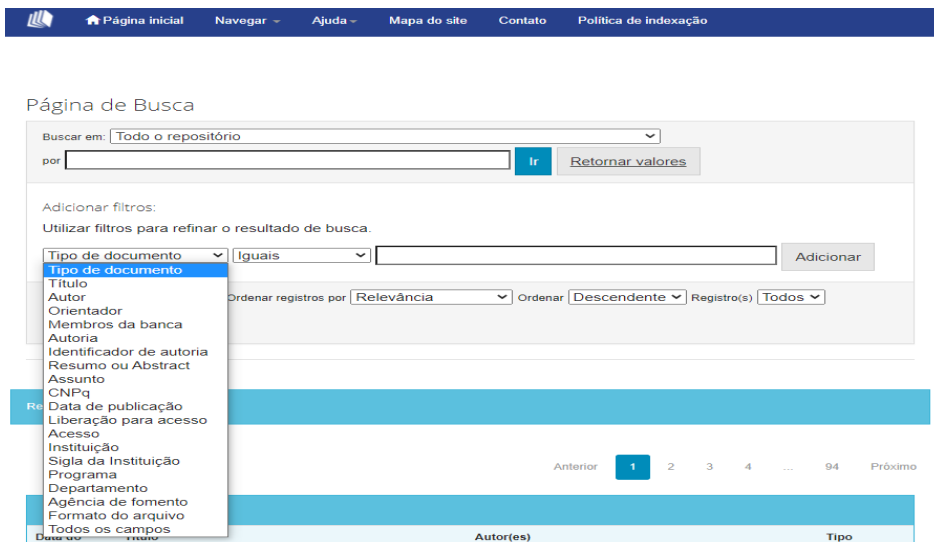 Página inicial Navegar Ajuda Mapa do site Contato Política de indexação
Página de Busca
Buscar em: Todo o repositório
por Ir Retornar valores
Adicionar filtros:
Utilizar filtros para refinar o resultado de busca.
Tipo de documento Iguais Adicionar
Tipo de documento
Título
Autor Ordenar registros por Relevância Ordenar Descendente Registro(s) Todos
Orientador
Membros da banca
Autoria
Identificador de autoria
Resumo ou Abstract
Assunto
CNPq
Re Data de publicação
Liberação para acesso
Acesso
Instituição
Sigla da Instituição
Anterior 1 2 3 4 ... 94 Próximo
Programa
Departamento
Agência de fomento
Formato do arquivo
Todos os campos
Data do Título Autor(es) Tipo